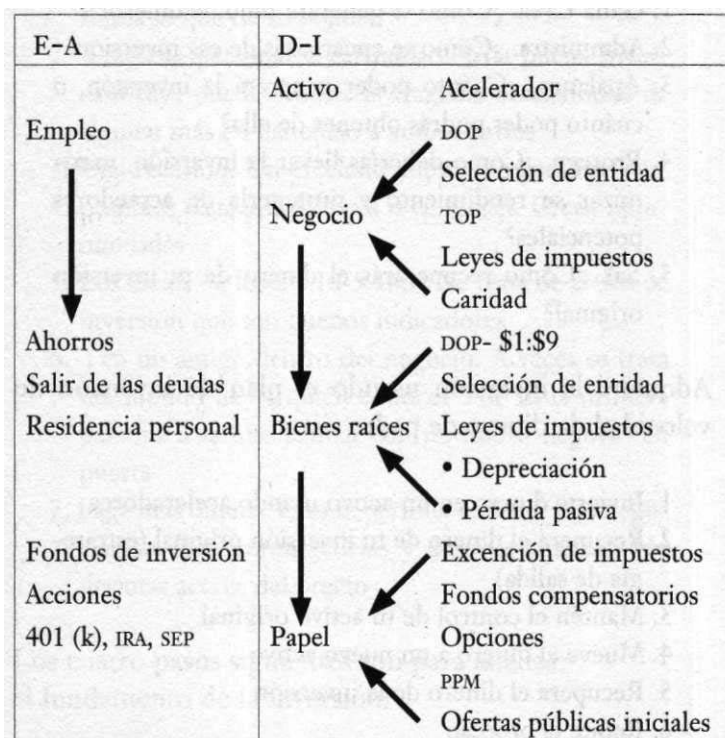 E-A D-I
Activo Acelerador
Empleo DOP
Selección de entidad
Negocio TOP
Leyes de impuestos
Caridad
Ahorros DOP- $1:$9
Salir de las deudas Selección de entidad
Residencia personal Bienes raíces Leyes de impuestos
• Depreciación
• Pérdida pasiva
Fondos de inversión Excención de impuestos
Acciones Fondos compensatorios
401 (k), IRA, SEP Papel Opciones
PPM
Ofertas públicas iniciales